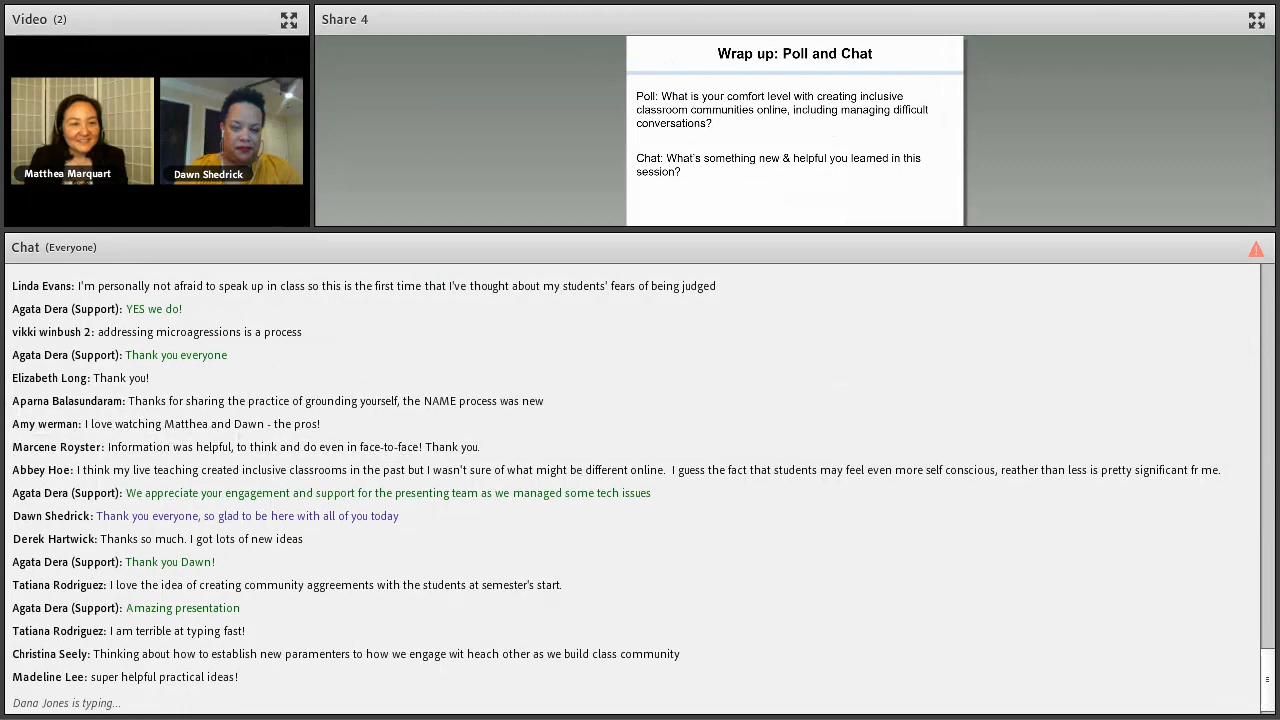 Video (2)
Share 4
Matthea Marquart
Dawn Shedrick
Wrap up: Poll and Chat
Poll: What is your comfort level with creating inclusive
classroom communities online, including managing difficult
conversations?
Chat: What's something new & helpful you learned in this
session?
Chat (Everyone)
Linda Evans: I'm personally not afraid to speak up in class so this is the first time that I've thought about my students' fears of being judged
Agata Dera (Support): YES we do!
vikki winbush 2: addressing microagressions is a process
Agata Dera (Support): Thank you everyone
Elizabeth Long: Thank you!
Aparna Balasundaram: Thanks for sharing the practice of grounding yourself, the NAME process was new
Amy werman: I love watching Matthea and Dawn - the pros!
Marcene Royster: Information was helpful, to think and do even in face-to-face! Thank you.
Abbey Hoe: I think my live teaching created inclusive classrooms in the past but I wasn't sure of what might be different online.  I guess the fact that students may feel even more self conscious, reather than less is pretty significant fr me.
Agata Dera (Support): We appreciate your engagement and support for the presenting team as we managed some tech issues
Dawn Shedrick: Thank you everyone, so glad to be here with all of you today
Derek Hartwick: Thanks so much. I got lots of new ideas
Agata Dera (Support): Thank you Dawn!
Tatiana Rodriguez: I love the idea of creating community aggreements with the students at semester's start.
Agata Dera (Support): Amazing presentation
Tatiana Rodriguez: I am terrible at typing fast!
Christina Seely: Thinking about how to establish new paramenters to how we engage wit heach other as we build class community
Madeline Lee: super helpful practical ideas!
Dana Jones is typing...